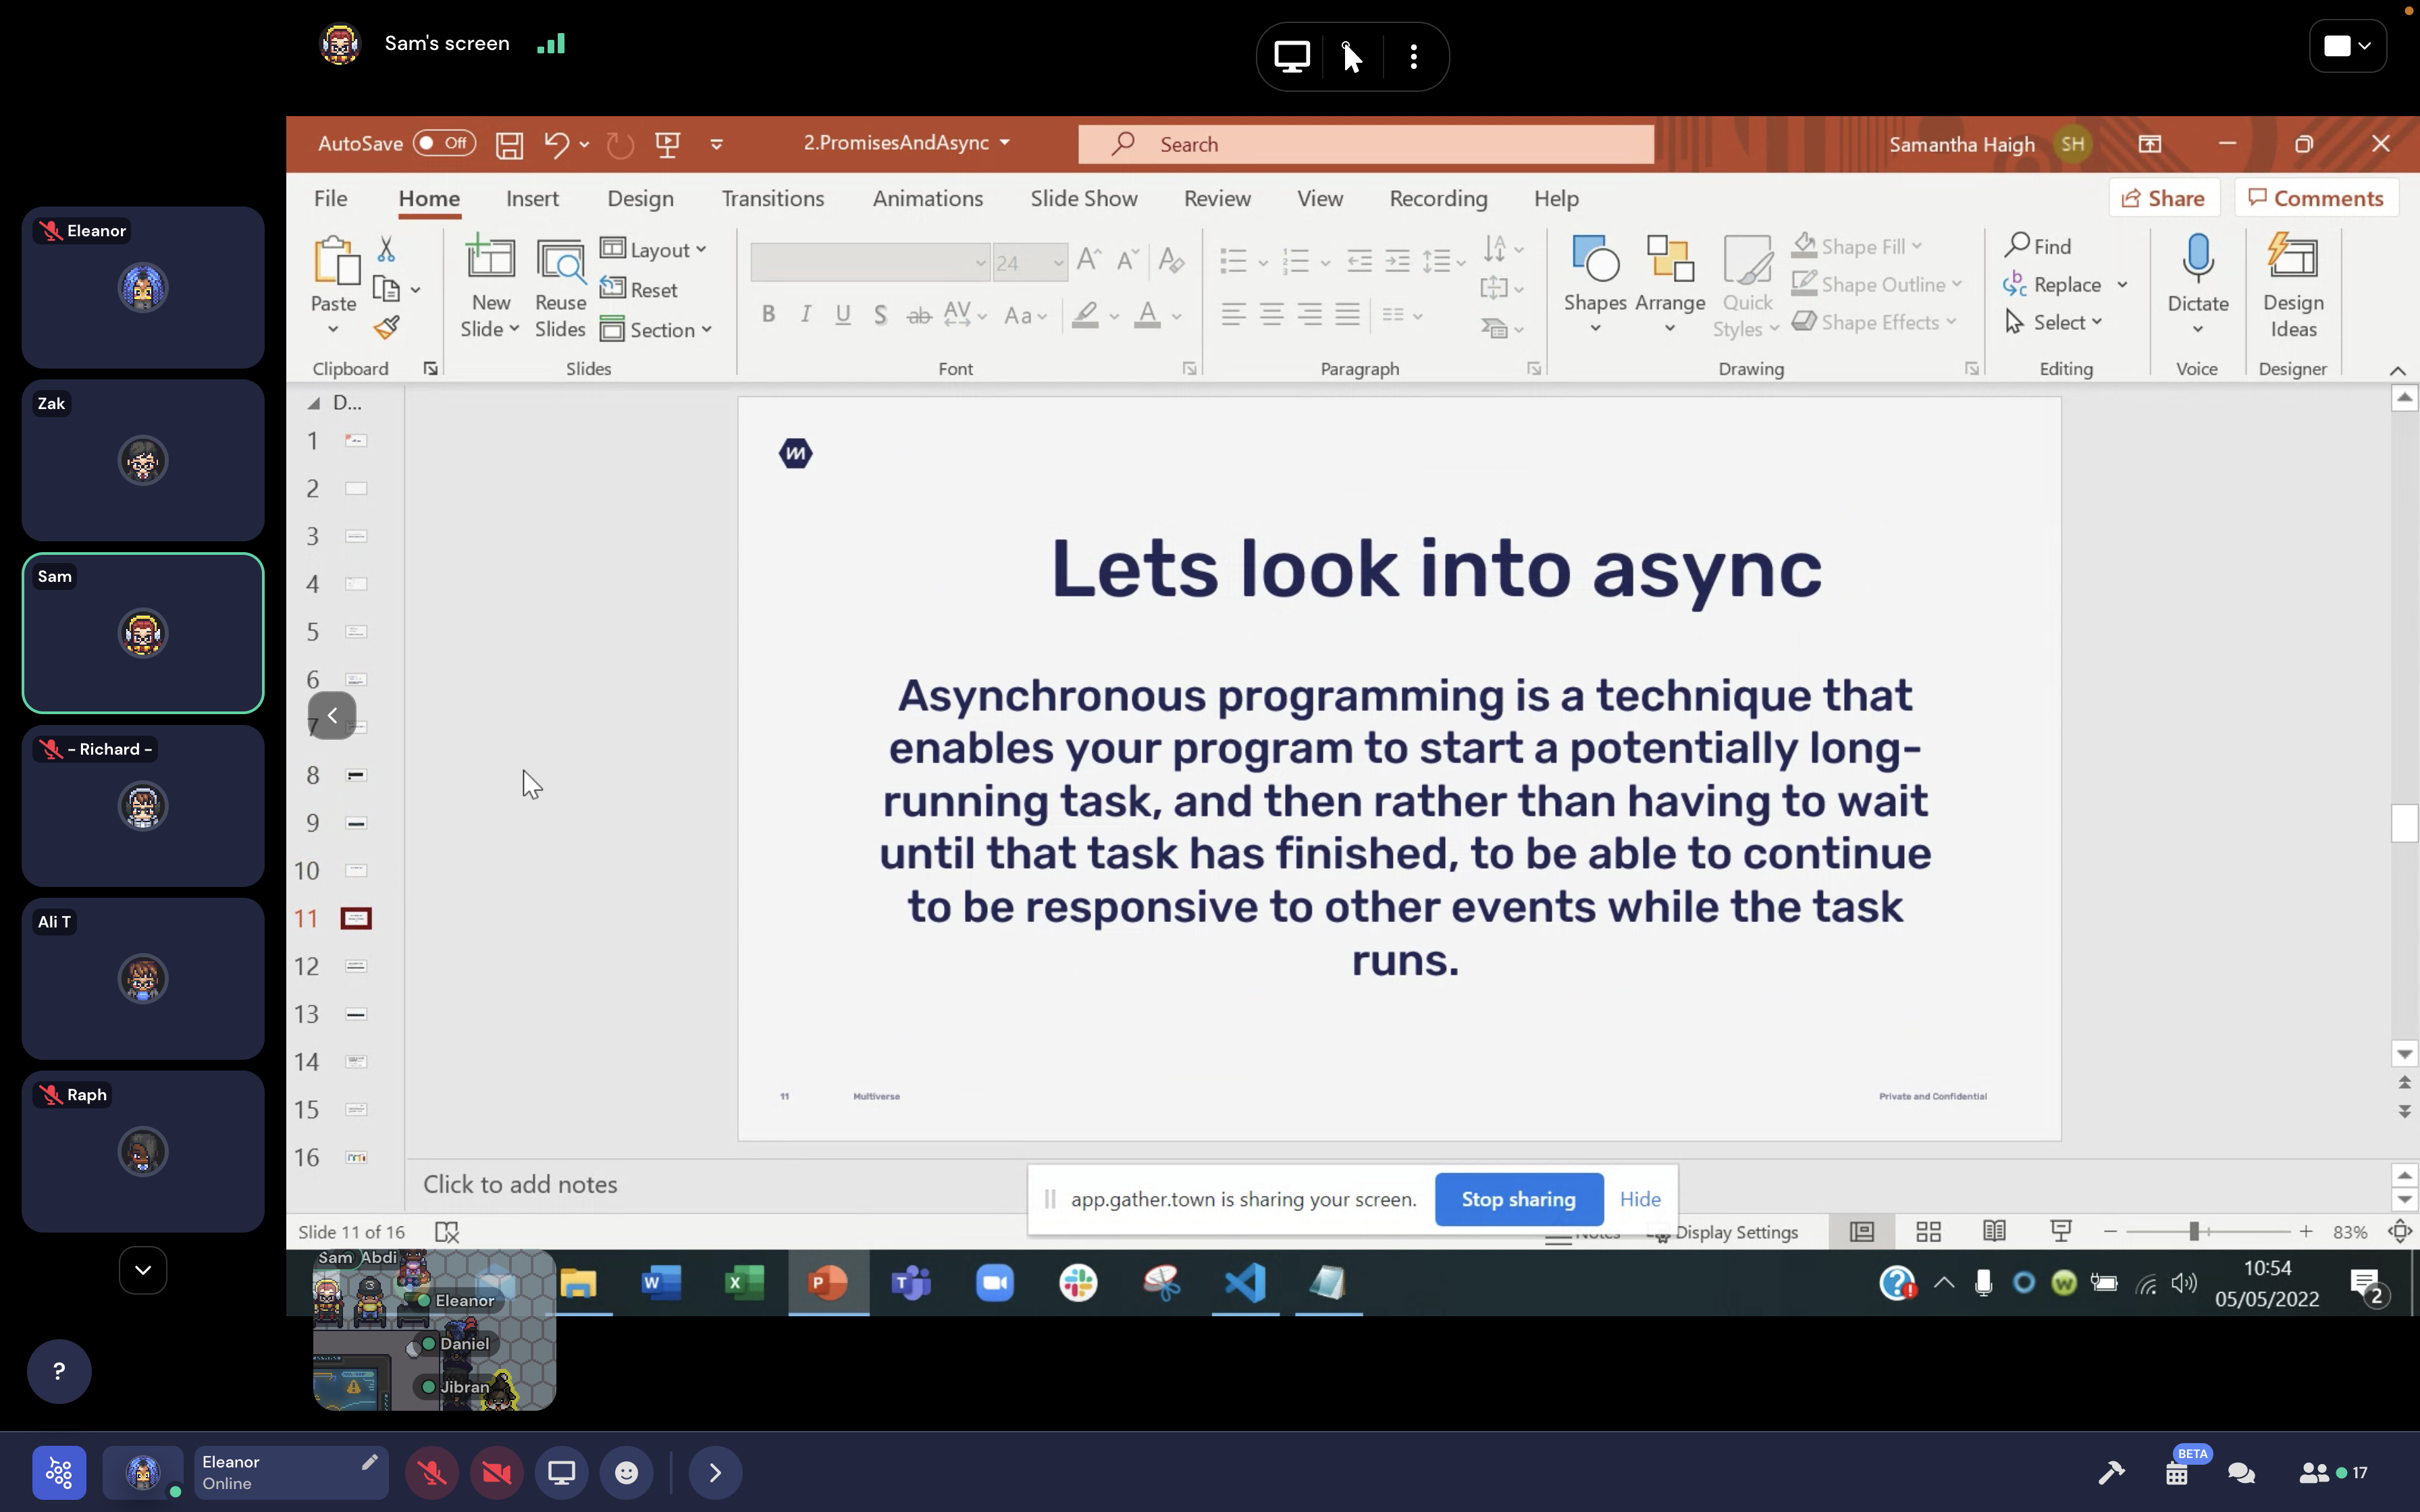 Sam's screen
AutoSave Off
2.PromisesAndAsync
Search
Samantha Haigh SH
File Home Insert Design Transitions Animations Slide Show Review View Recording Help
Share Comments
Paste
Clipboard
New
Slide
Reuse
Slides
Layout
Reset
Section
Slides
24
Font
Paragraph
Shapes
Arrange
Quick
Styles
Shape Fill
Shape Outline
Shape Effects
Drawing
Find
Replace
Select
Editing
Dictate
Voice
Design
Ideas
Designer
Eleanor
Zak
Sam
- Richard -
Ali T
Raph
D...
1
2
3
4
5
6
7
8
9
10
11
12
13
14
15
16
Lets look into async
Asynchronous programming is a technique that
enables your program to start a potentially long-
running task, and then rather than having to wait
until that task has finished, to be able to continue
to be responsive to other events while the task
runs.
11 Multiverse Private and Confidential
Click to add notes
app.gather.town is sharing your screen. Stop sharing Hide
Slide 11 of 16
Notes Display Settings 83%
Sam Abdi
Eleanor
Daniel
Jibran
10:54
05/05/2022
2
?
Eleanor
Online
BETA
17